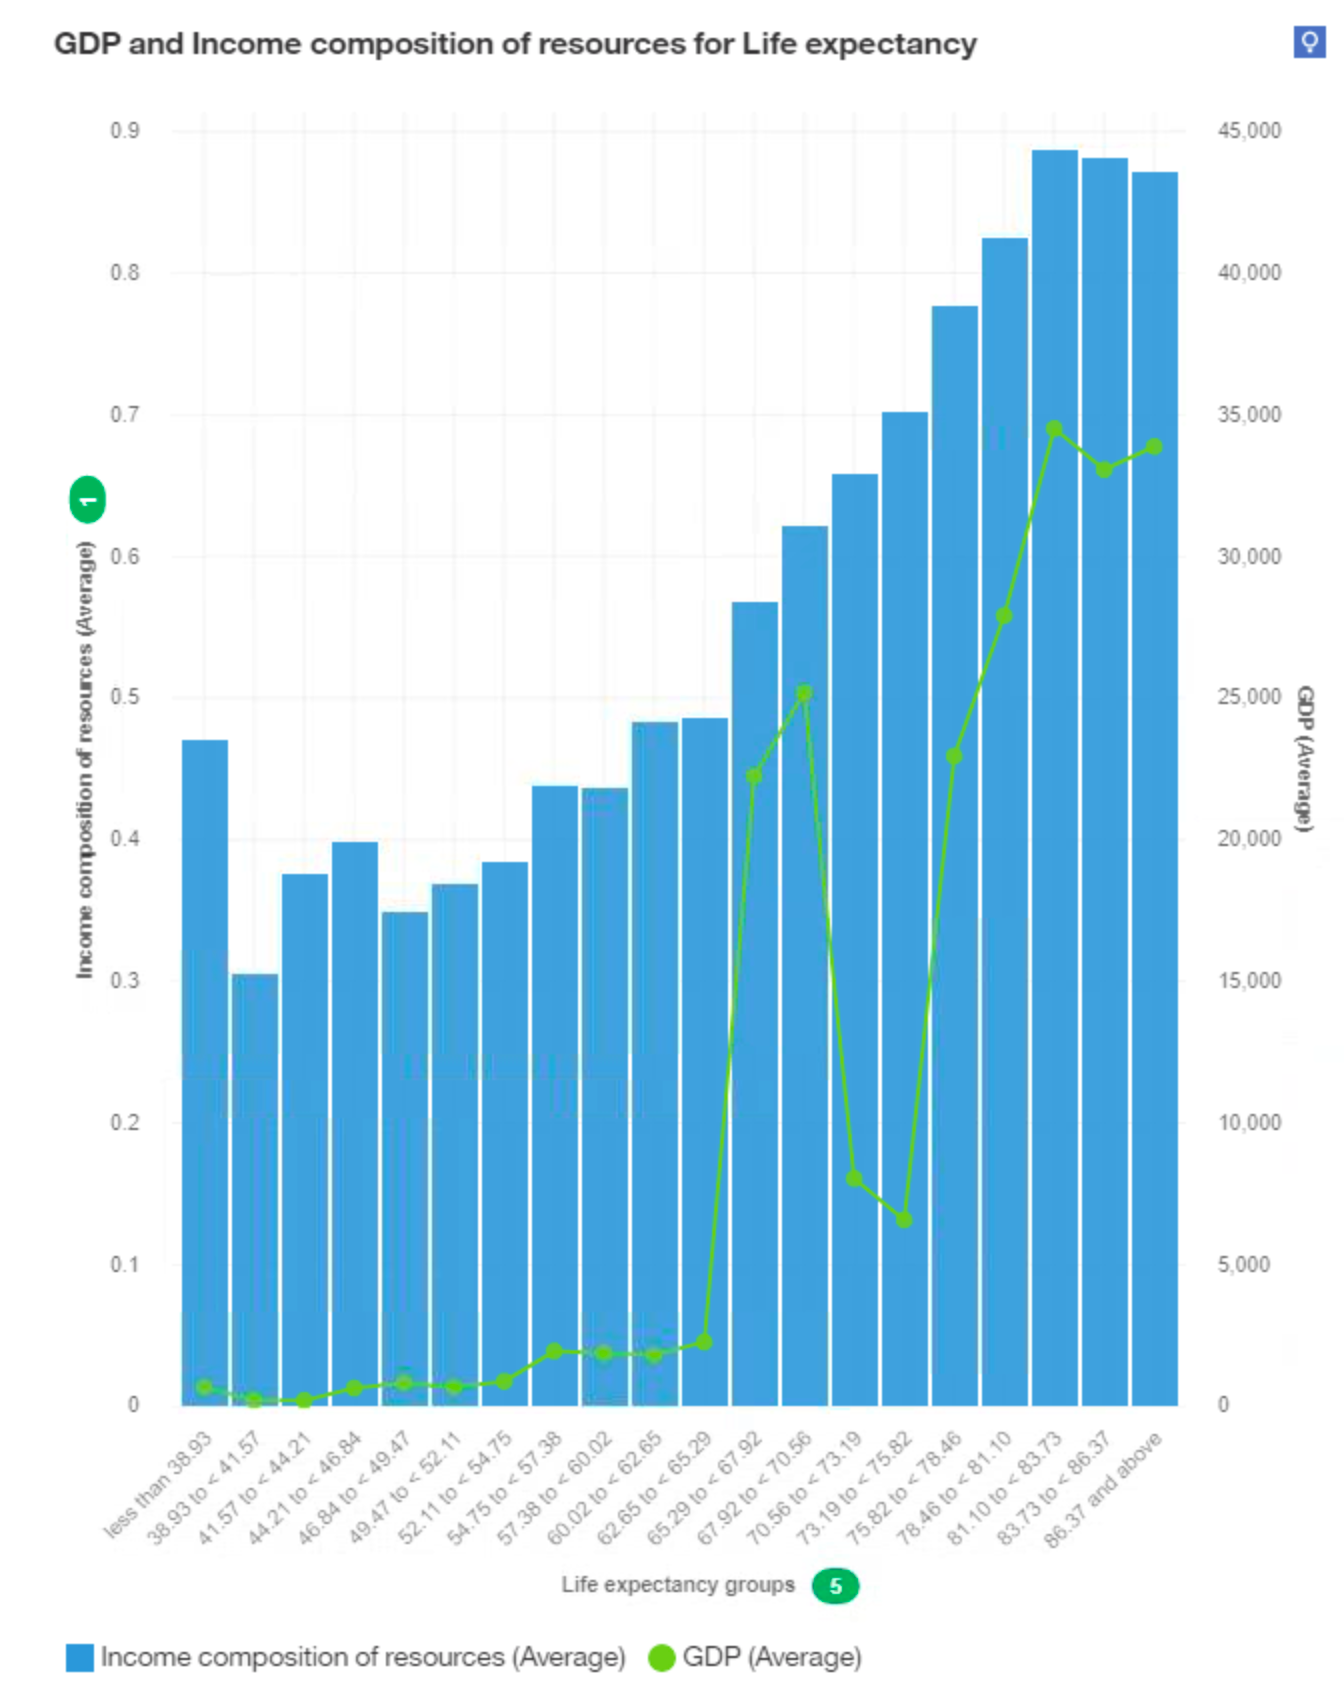 GDP and Income composition of resources for Life expectancy
0.9
0.8
0.7
0.6
0.5
0.4
0.3
0.2
0.1
0
Income composition of resources (Average) 1
45,000
40,000
35,000
30,000
25,000
20,000
15,000
10,000
5,000
0
GDP (Average)
less than 38.93
38.93 to < 41.57
41.57 to < 44.21
44.21 to < 46.84
46.84 to < 49.47
49.47 to < 52.11
52.11 to < 54.75
54.75 to < 57.38
57.38 to < 60.02
60.02 to < 62.65
62.65 to < 65.29
65.29 to < 67.92
67.92 to < 70.56
70.56 to < 73.19
73.19 to < 75.82
75.82 to < 78.46
78.46 to < 81.10
81.10 to < 83.73
83.73 to < 86.37
86.37 and above
Life expectancy groups 5
Income composition of resources (Average) GDP (Average)